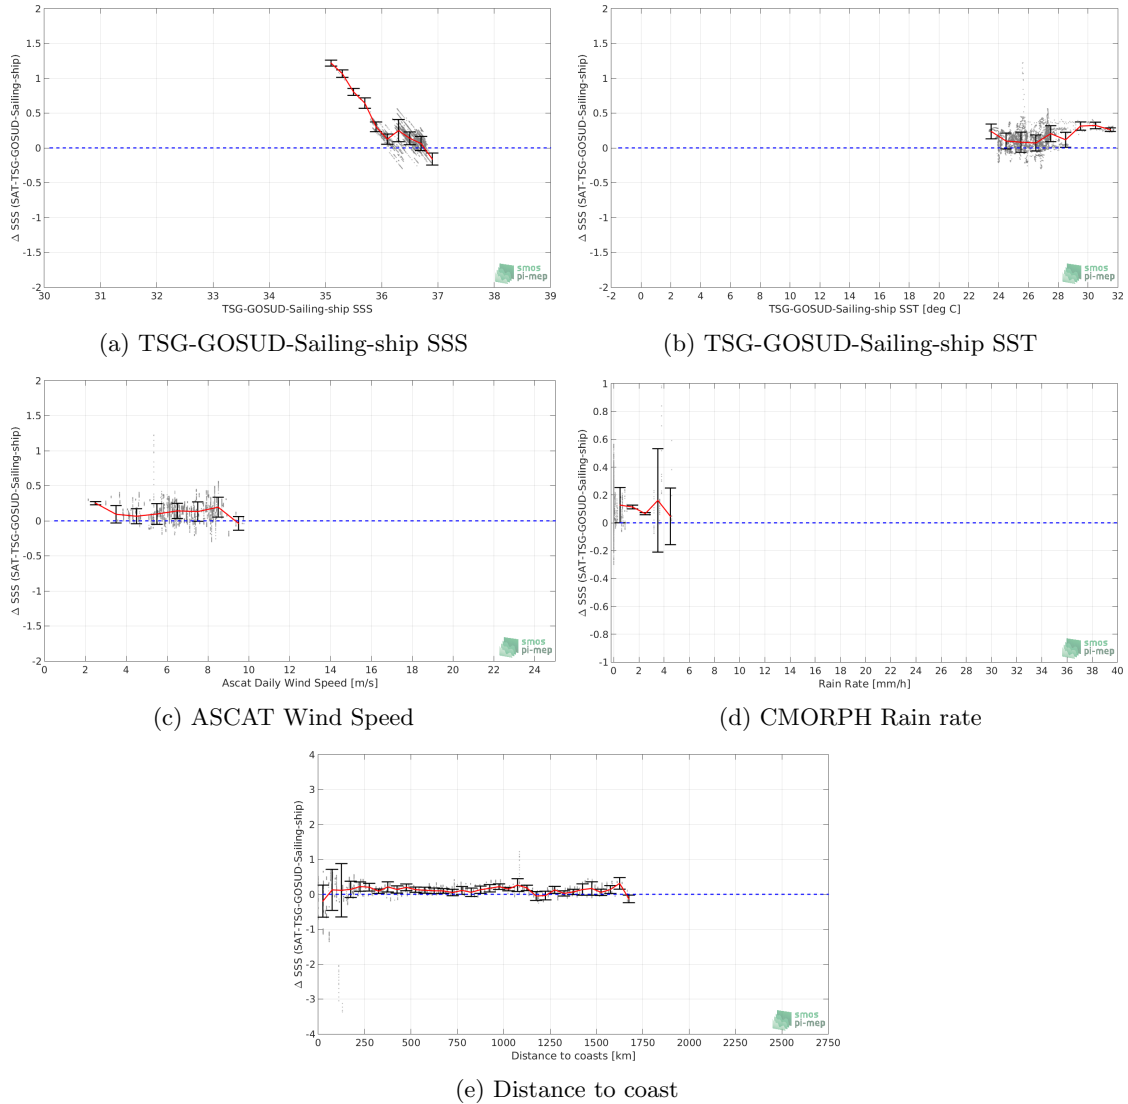 2
1.5
1
0.5
0
-0.5
-1
-1.5
-2
Δ SSS (SAT-TSG-GOSUD-Sailing-ship)
30 31 32 33 34 35 36 37 38 39
TSG-GOSUD-Sailing-ship SSS
smos
pi-mep
(a) TSG-GOSUD-Sailing-ship SSS
2
1.5
1
0.5
0
-0.5
-1
-1.5
-2
Δ SSS (SAT-TSG-GOSUD-Sailing-ship)
-2 0 2 4 6 8 10 12 14 16 18 20 22 24 26 28 30 32
TSG-GOSUD-Sailing-ship SST [deg C]
smos
pi-mep
(b) TSG-GOSUD-Sailing-ship SST
2
1.5
1
0.5
0
-0.5
-1
-1.5
-2
Δ SSS (SAT-TSG-GOSUD-Sailing-ship)
0 2 4 6 8 10 12 14 16 18 20 22 24
Ascat Daily Wind Speed [m/s]
smos
pi-mep
(c) ASCAT Wind Speed
1
0.8
0.6
0.4
0.2
0
-0.2
-0.4
-0.6
-0.8
-1
Δ SSS (SAT-TSG-GOSUD-Sailing-ship)
0 2 4 6 8 10 12 14 16 18 20 22 24 26 28 30 32 34 36 38 40
Rain Rate [mm/h]
smos
pi-mep
(d) CMORPH Rain rate
4
3
2
1
0
-1
-2
-3
-4
Δ SSS (SAT-TSG-GOSUD-Sailing-ship)
0 250 500 750 1000 1250 1500 1750 2000 2250 2500 2750
Distance to coasts [km]
smos
pi-mep
(e) Distance to coast